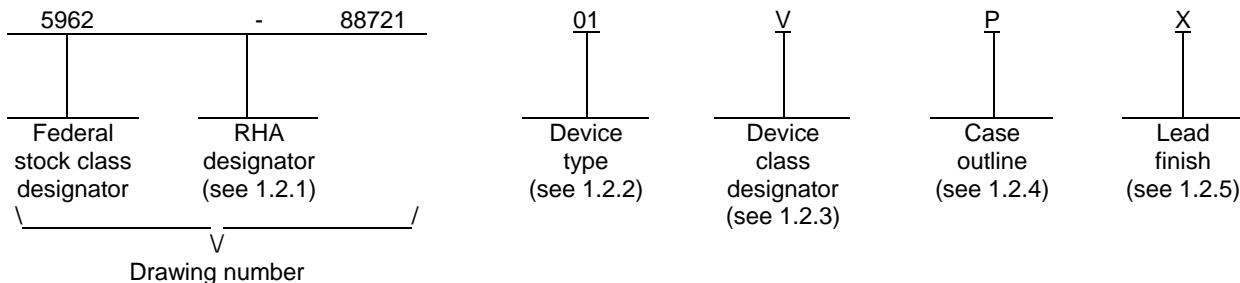 5962 - 88721 01 V P X
Federal stock class designator
RHA designator (see 1.2.1)
Device type (see 1.2.2)
Device class designator (see 1.2.3)
Case outline (see 1.2.4)
Lead finish (see 1.2.5)
Drawing number